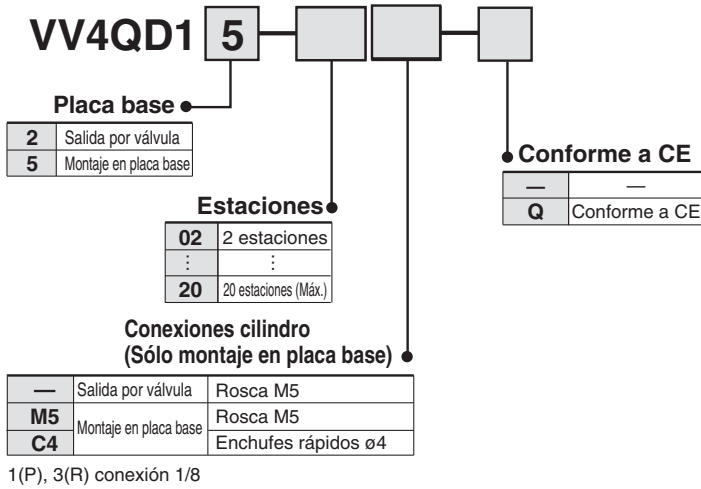 VV4QD1 5
Placa base
2 Salida por válvula
5 Montaje en placa base
Conforme a CE
— —
Q Conforme a CE
Estaciones
02 2 estaciones
⋮ ⋮
20 20 estaciones (Máx.)
Conexiones cilindro
(Sólo montaje en placa base)
— Salida por válvula Rosca M5
M5 Montaje en placa base Rosca M5
C4 Enchufes rápidos ø4
1(P), 3(R) conexión 1/8